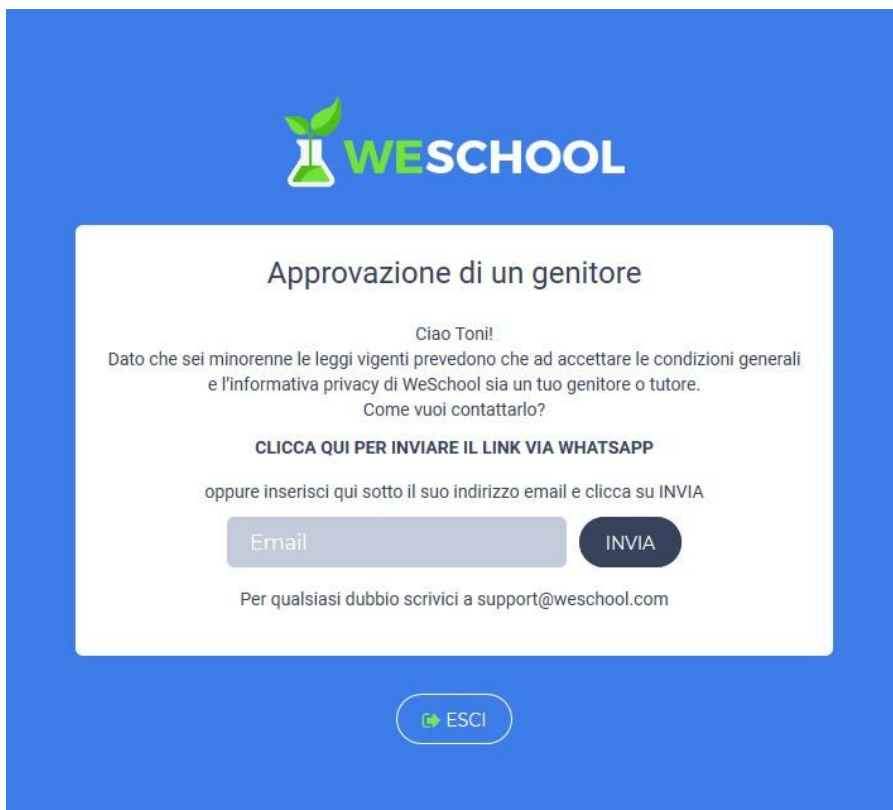 WESCHOOL
Approvazione di un genitore
Ciao Toni!
Dato che sei minorenne le leggi vigenti prevedono che ad accettare le condizioni generali
e l'informativa privacy di WeSchool sia un tuo genitore o tutore.
Come vuoi contattarlo?
CLICCA QUI PER INVIARE IL LINK VIA WHATSAPP
oppure inserisci qui sotto il suo indirizzo email e clicca su INVIA
Email INVIA
Per qualsiasi dubbio scrivici a support@weschool.com
ESCI